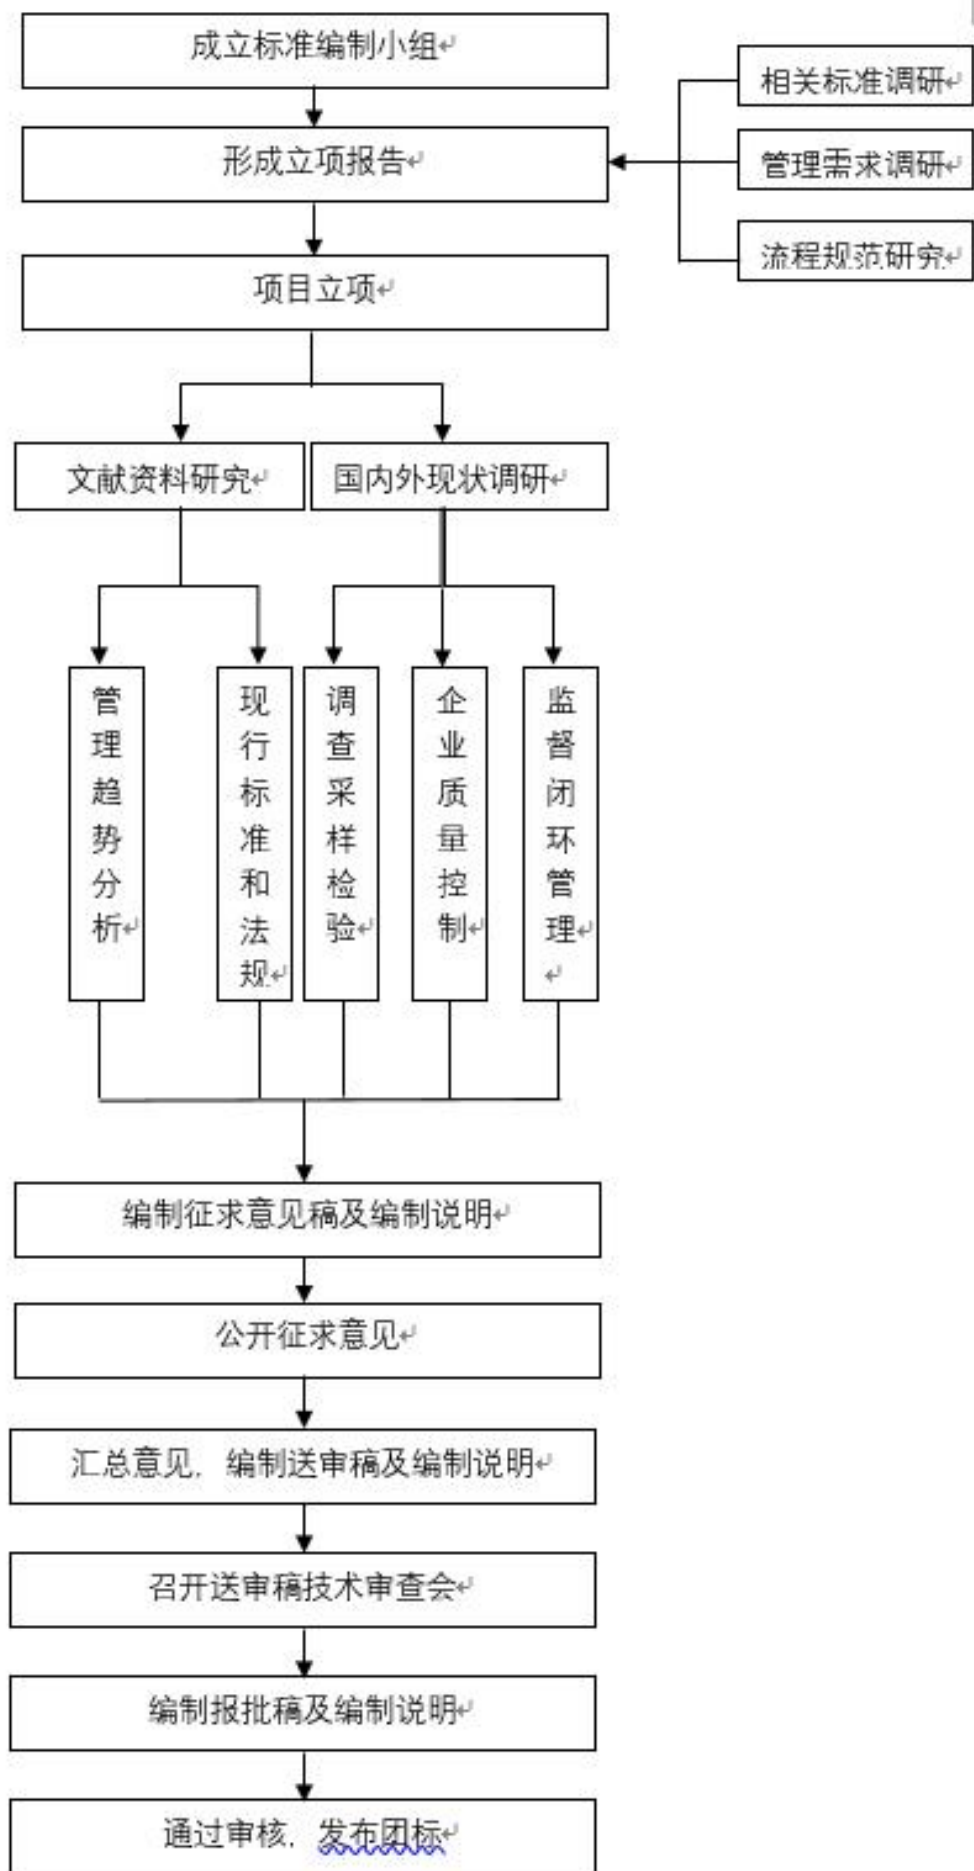 成立标准编制小组
相关标准调研
形成立项报告
管理需求调研
流程规范研究
项目立项
文献资料研究
国内外现状调研
管理趋势分析
现行标准和法规
调查采样检验
企业质量控制
监督闭环管理
编制征求意见稿及编制说明
公开征求意见
汇总意见，编制送审稿及编制说明
召开送审稿技术审查会
编制报批稿及编制说明
通过审核，发布团标